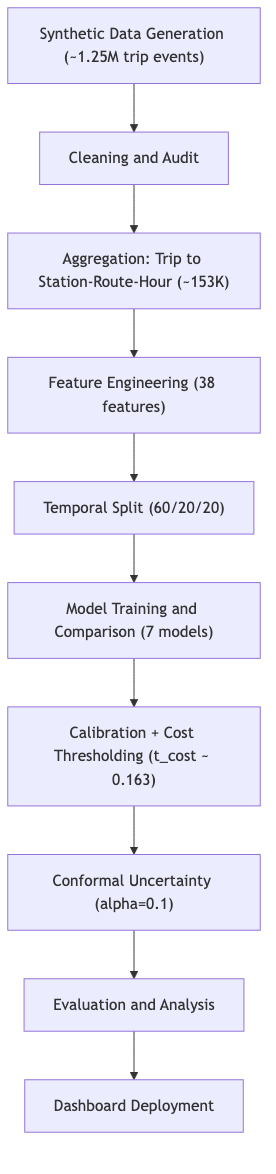 Synthetic Data Generation
(~1.25M trip events)
Cleaning and Audit
Aggregation: Trip to
Station-Route-Hour (~153K)
Feature Engineering (38
features)
Temporal Split (60/20/20)
Model Training and
Comparison (7 models)
Calibration + Cost
Thresholding (t_cost ~
0.163)
Conformal Uncertainty
(alpha=0.1)
Evaluation and Analysis
Dashboard Deployment